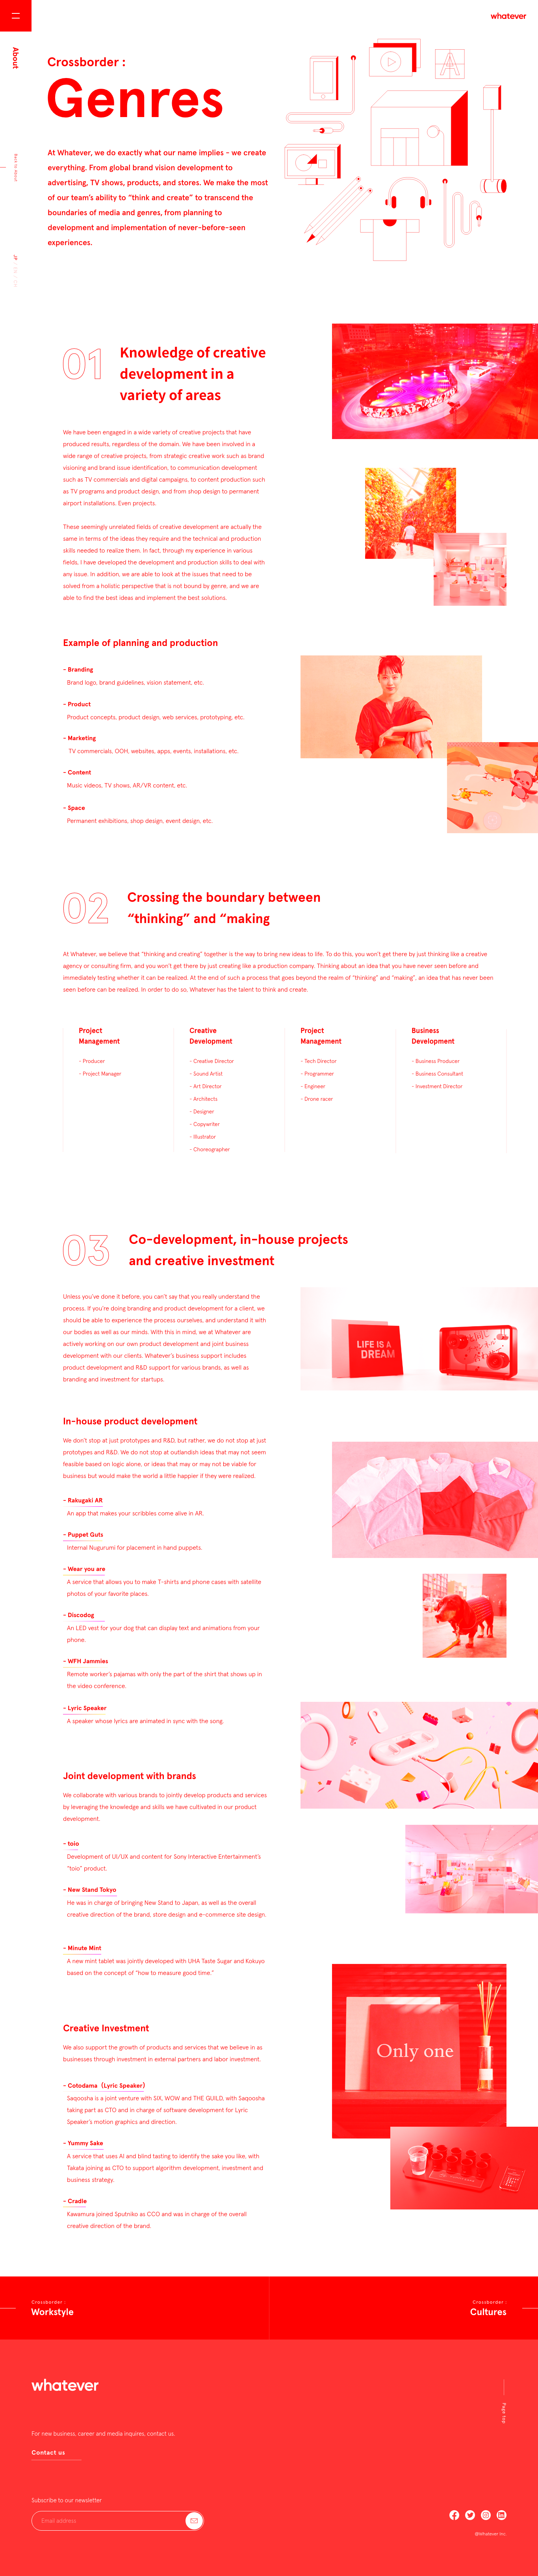 whatever
About
Back to About
JP
Crossborder :
Genres
At Whatever, we do exactly what our name implies - we create
everything. From global brand vision development to
advertising, TV shows, products, and stores. We make the most
of our team's ability to “think and create” to transcend the
boundaries of media and genres, from planning to
development and implementation of never-before-seen
experiences.
01
Knowledge of creative
development in a
variety of areas
We have been engaged in a wide variety of creative projects that have
produced results, regardless of the domain. We have been involved in a
wide range of creative projects, from strategic creative work such as brand
visioning and brand issue identification, to communication development
such as TV commercials and digital campaigns, to content production such
as TV programs and product design, and from shop design to permanent
airport installations. Even projects.
These seemingly unrelated fields of creative development are actually the
same in terms of the ideas they require and the technical and production
skills needed to realize them. In fact, through my experience in various
fields, I have developed the development and production skills to deal with
any issue. In addition, we are able to look at the issues that need to be
solved from a holistic perspective that is not bound by genre, and we are
able to find the best ideas and implement the best solutions.
Example of planning and production
- Branding
Brand logo, brand guidelines, vision statement, etc.
- Product
Product concepts, product design, web services, prototyping, etc.
- Marketing
TV commercials, OOH, websites, apps, events, installations, etc.
- Content
Music videos, TV shows, AR/VR content, etc.
- Space
Permanent exhibitions, shop design, event design, etc.
02
Crossing the boundary between
“thinking” and “making
At Whatever, we believe that “thinking and creating” together is the way to bring new ideas to life. To do this, you won't get there by just thinking like a creative
agency or consulting firm, and you won't get there by just creating like a production company. Thinking about an idea that you have never seen before and
immediately testing whether it can be realized. At the end of such a process that goes beyond the realm of “thinking” and “making”, an idea that has never been
seen before can be realized. In order to do so, Whatever has the talent to think and create.
Project
Management
- Producer
- Project Manager
Creative
Development
- Creative Director
- Sound Artist
- Art Director
- Architects
- Designer
- Copywriter
- Illustrator
- Choreographer
Project
Management
- Tech Director
- Programmer
- Engineer
- Drone racer
Business
Development
- Business Producer
- Business Consultant
- Investment Director
03
Co-development, in-house projects
and creative investment
Unless you've done it before, you can't say that you really understand the
process. If you're doing branding and product development for a client, we
should be able to experience the process ourselves, and understand it with
our bodies as well as our minds. With this in mind, we at Whatever are
actively working on our own product development and joint business
development with our clients. Whatever's business support includes
product development and R&D support for various brands, as well as
branding and investment for startups.
LIFE IS A
DREAM
In-house product development
We don't stop at just prototypes and R&D, but rather, we do not stop at just
prototypes and R&D. We do not stop at outlandish ideas that may not seem
feasible based on logic alone, or ideas that may or may not be viable for
business but would make the world a little happier if they were realized.
- Rakugaki AR
An app that makes your scribbles come alive in AR.
- Puppet Guts
Internal Nugurumi for placement in hand puppets.
- Wear you are
A service that allows you to make T-shirts and phone cases with satellite
photos of your favorite places.
- Discodog
An LED vest for your dog that can display text and animations from your
phone.
- WFH Jammies
Remote worker's pajamas with only the part of the shirt that shows up in
the video conference.
- Lyric Speaker
A speaker whose lyrics are animated in sync with the song.
Joint development with brands
We collaborate with various brands to jointly develop products and services
by leveraging the knowledge and skills we have cultivated in our product
development.
- toio
Development of UI/UX and content for Sony Interactive Entertainment's
“toio” product.
- New Stand Tokyo
He was in charge of bringing New Stand to Japan, as well as the overall
creative direction of the brand, store design and e-commerce site design.
- Minute Mint
A new mint tablet was jointly developed with UHA Taste Sugar and Kokuyo
based on the concept of “how to measure good time.”
Only one
Creative Investment
We also support the growth of products and services that we believe in as
businesses through investment in external partners and labor investment.
- Cotodama（Lyric Speaker）
Saqoosha is a joint venture with SIX, WOW and THE GUILD, with Saqoosha
taking part as CTO and in charge of software development for Lyric
Speaker's motion graphics and direction.
- Yummy Sake
A service that uses AI and blind tasting to identify the sake you like, with
Takata joining as CTO to support algorithm development, investment and
business strategy.
- Cradle
Kawamura joined Sputniko as CCO and was in charge of the overall
creative direction of the brand.
Crossborder :
Workstyle
Crossborder :
Cultures
whatever
Page top
For new business, career and media inquires, contact us.
Contact us
Subscribe to our newsletter
Email address
©Whatever Inc.